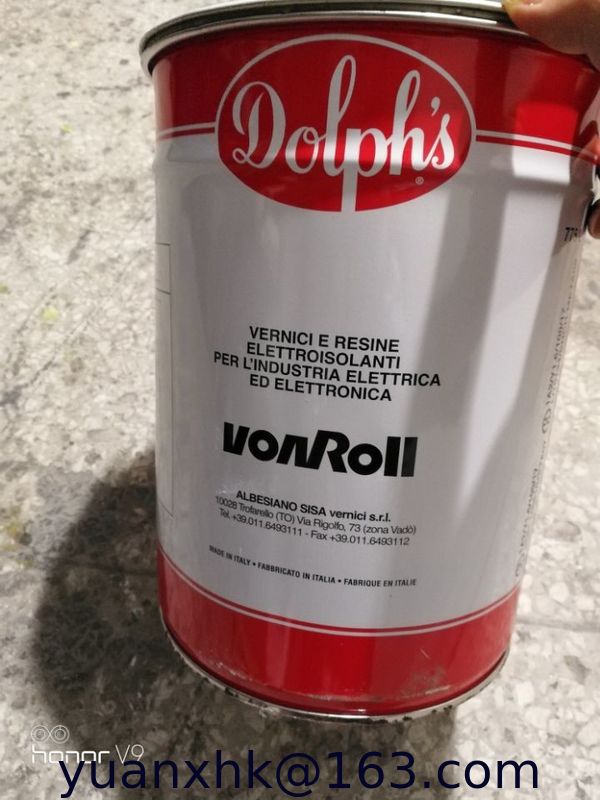 Dolph's
®
VERNICI E RESINE
ELETTROISOLANTI
PER L'INDUSTRIA ELETTRICA
ED ELETTRONICA
vonRoll
ALBESIANO SISA vernici s.r.l.
10028 Trofarello (TO) Via Rigolfo, 73 (zona Vadò)
Tel. +39.011.6493111 - Fax +39.011.6493112
MADE IN ITALY • FABBRICATO IN ITALIA • FABRIQUE EN ITALIE
honor V9
yuanxhk@163.com